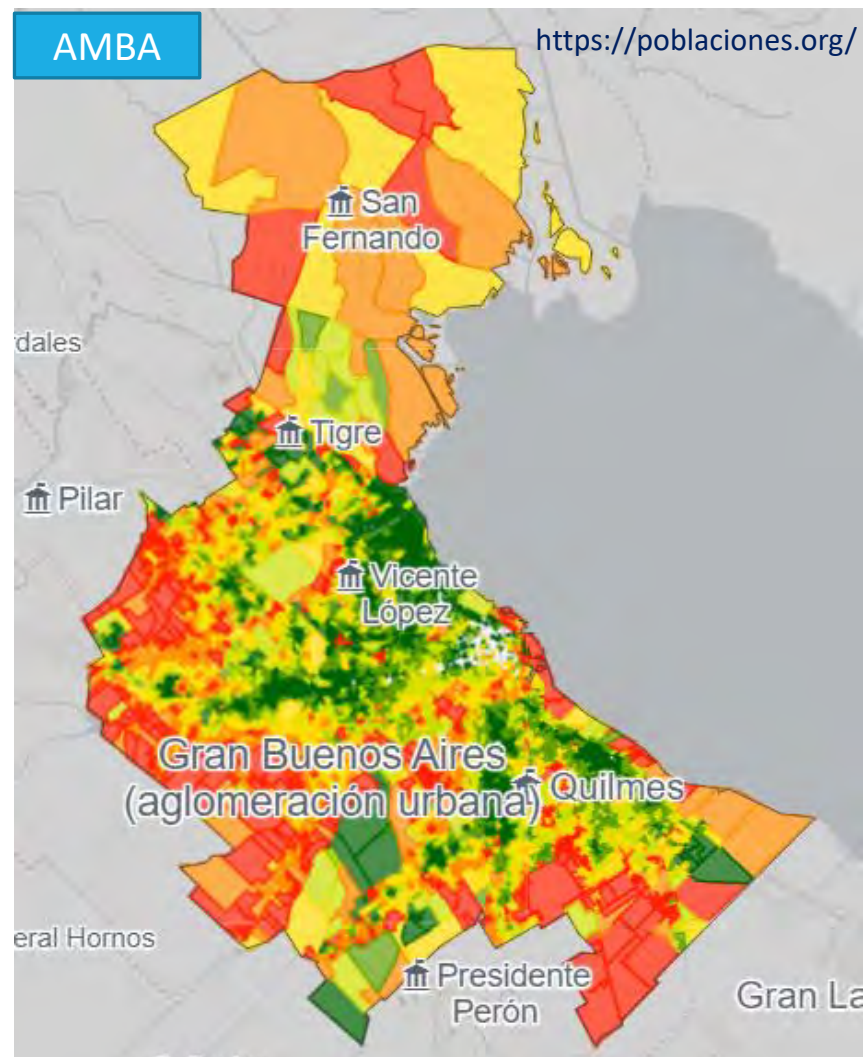 AMBA
https://poblaciones.org/
San
Fernando
dales
Tigre
Pilar
Vicente
López
Gran Buenos Aires
(aglomeración urbana)
Quilmes
eral Hornos
Presidente
Perón
Gran La